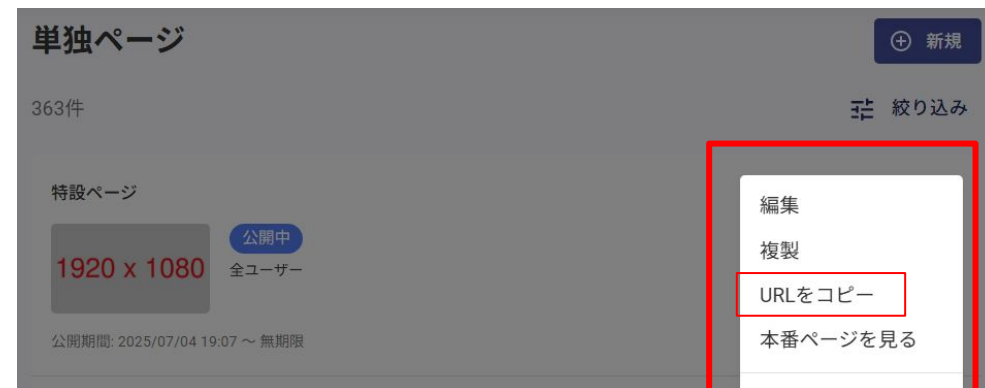 単独ページ
新規
363件
絞り込み
特設ページ
1920 x 1080
公開中
全ユーザー
公開期間: 2025/07/04 19:07 ～ 無期限
編集
複製
URLをコピー
本番ページを見る